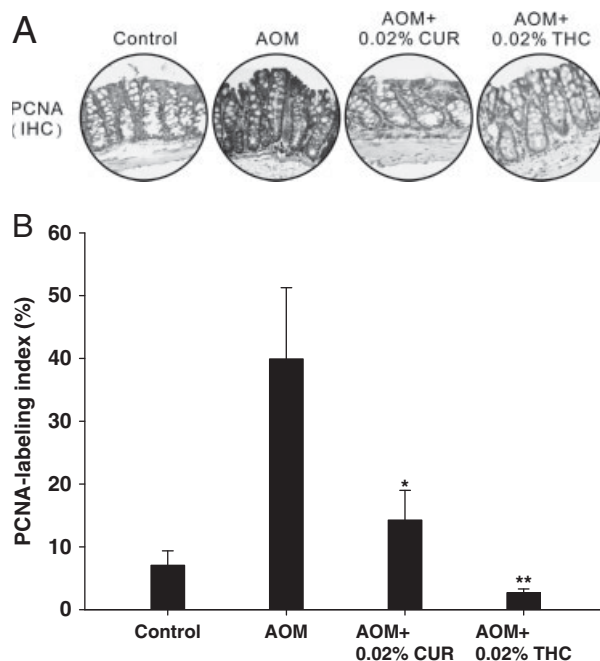 A
Control
AOM
AOM+
0.02% CUR
AOM+
0.02% THC
PCNA
(IHC)
B
PCNA-labeling index (%)
60
50
40
30
20
10
0
*
**
Control
AOM
AOM+
0.02% CUR
AOM+
0.02% THC